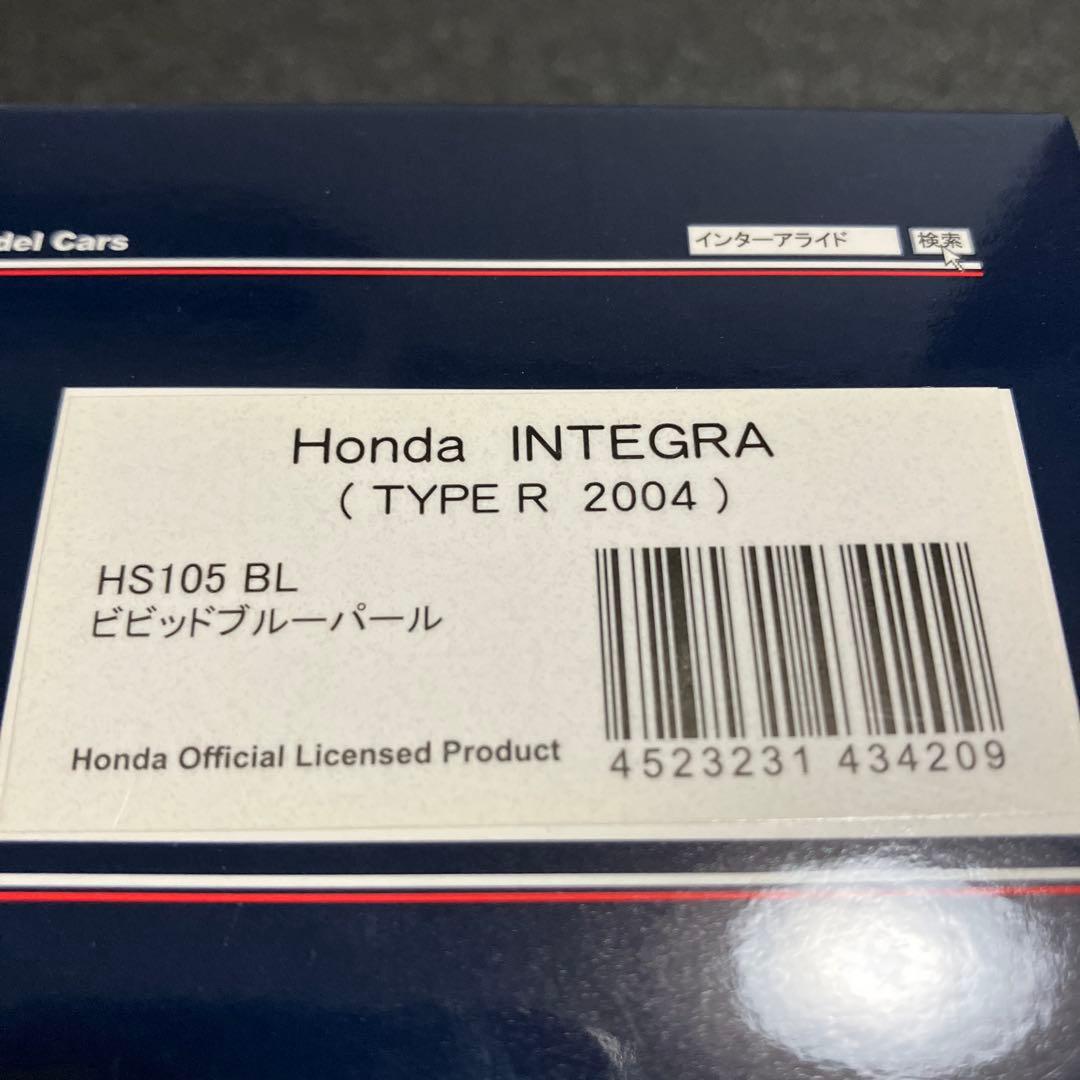 del Cars
インターアライド 検索
Honda INTEGRA
( TYPE R 2004 )
HS105 BL
ビビッドブルーパール
Honda Official Licensed Product
4523231 434209